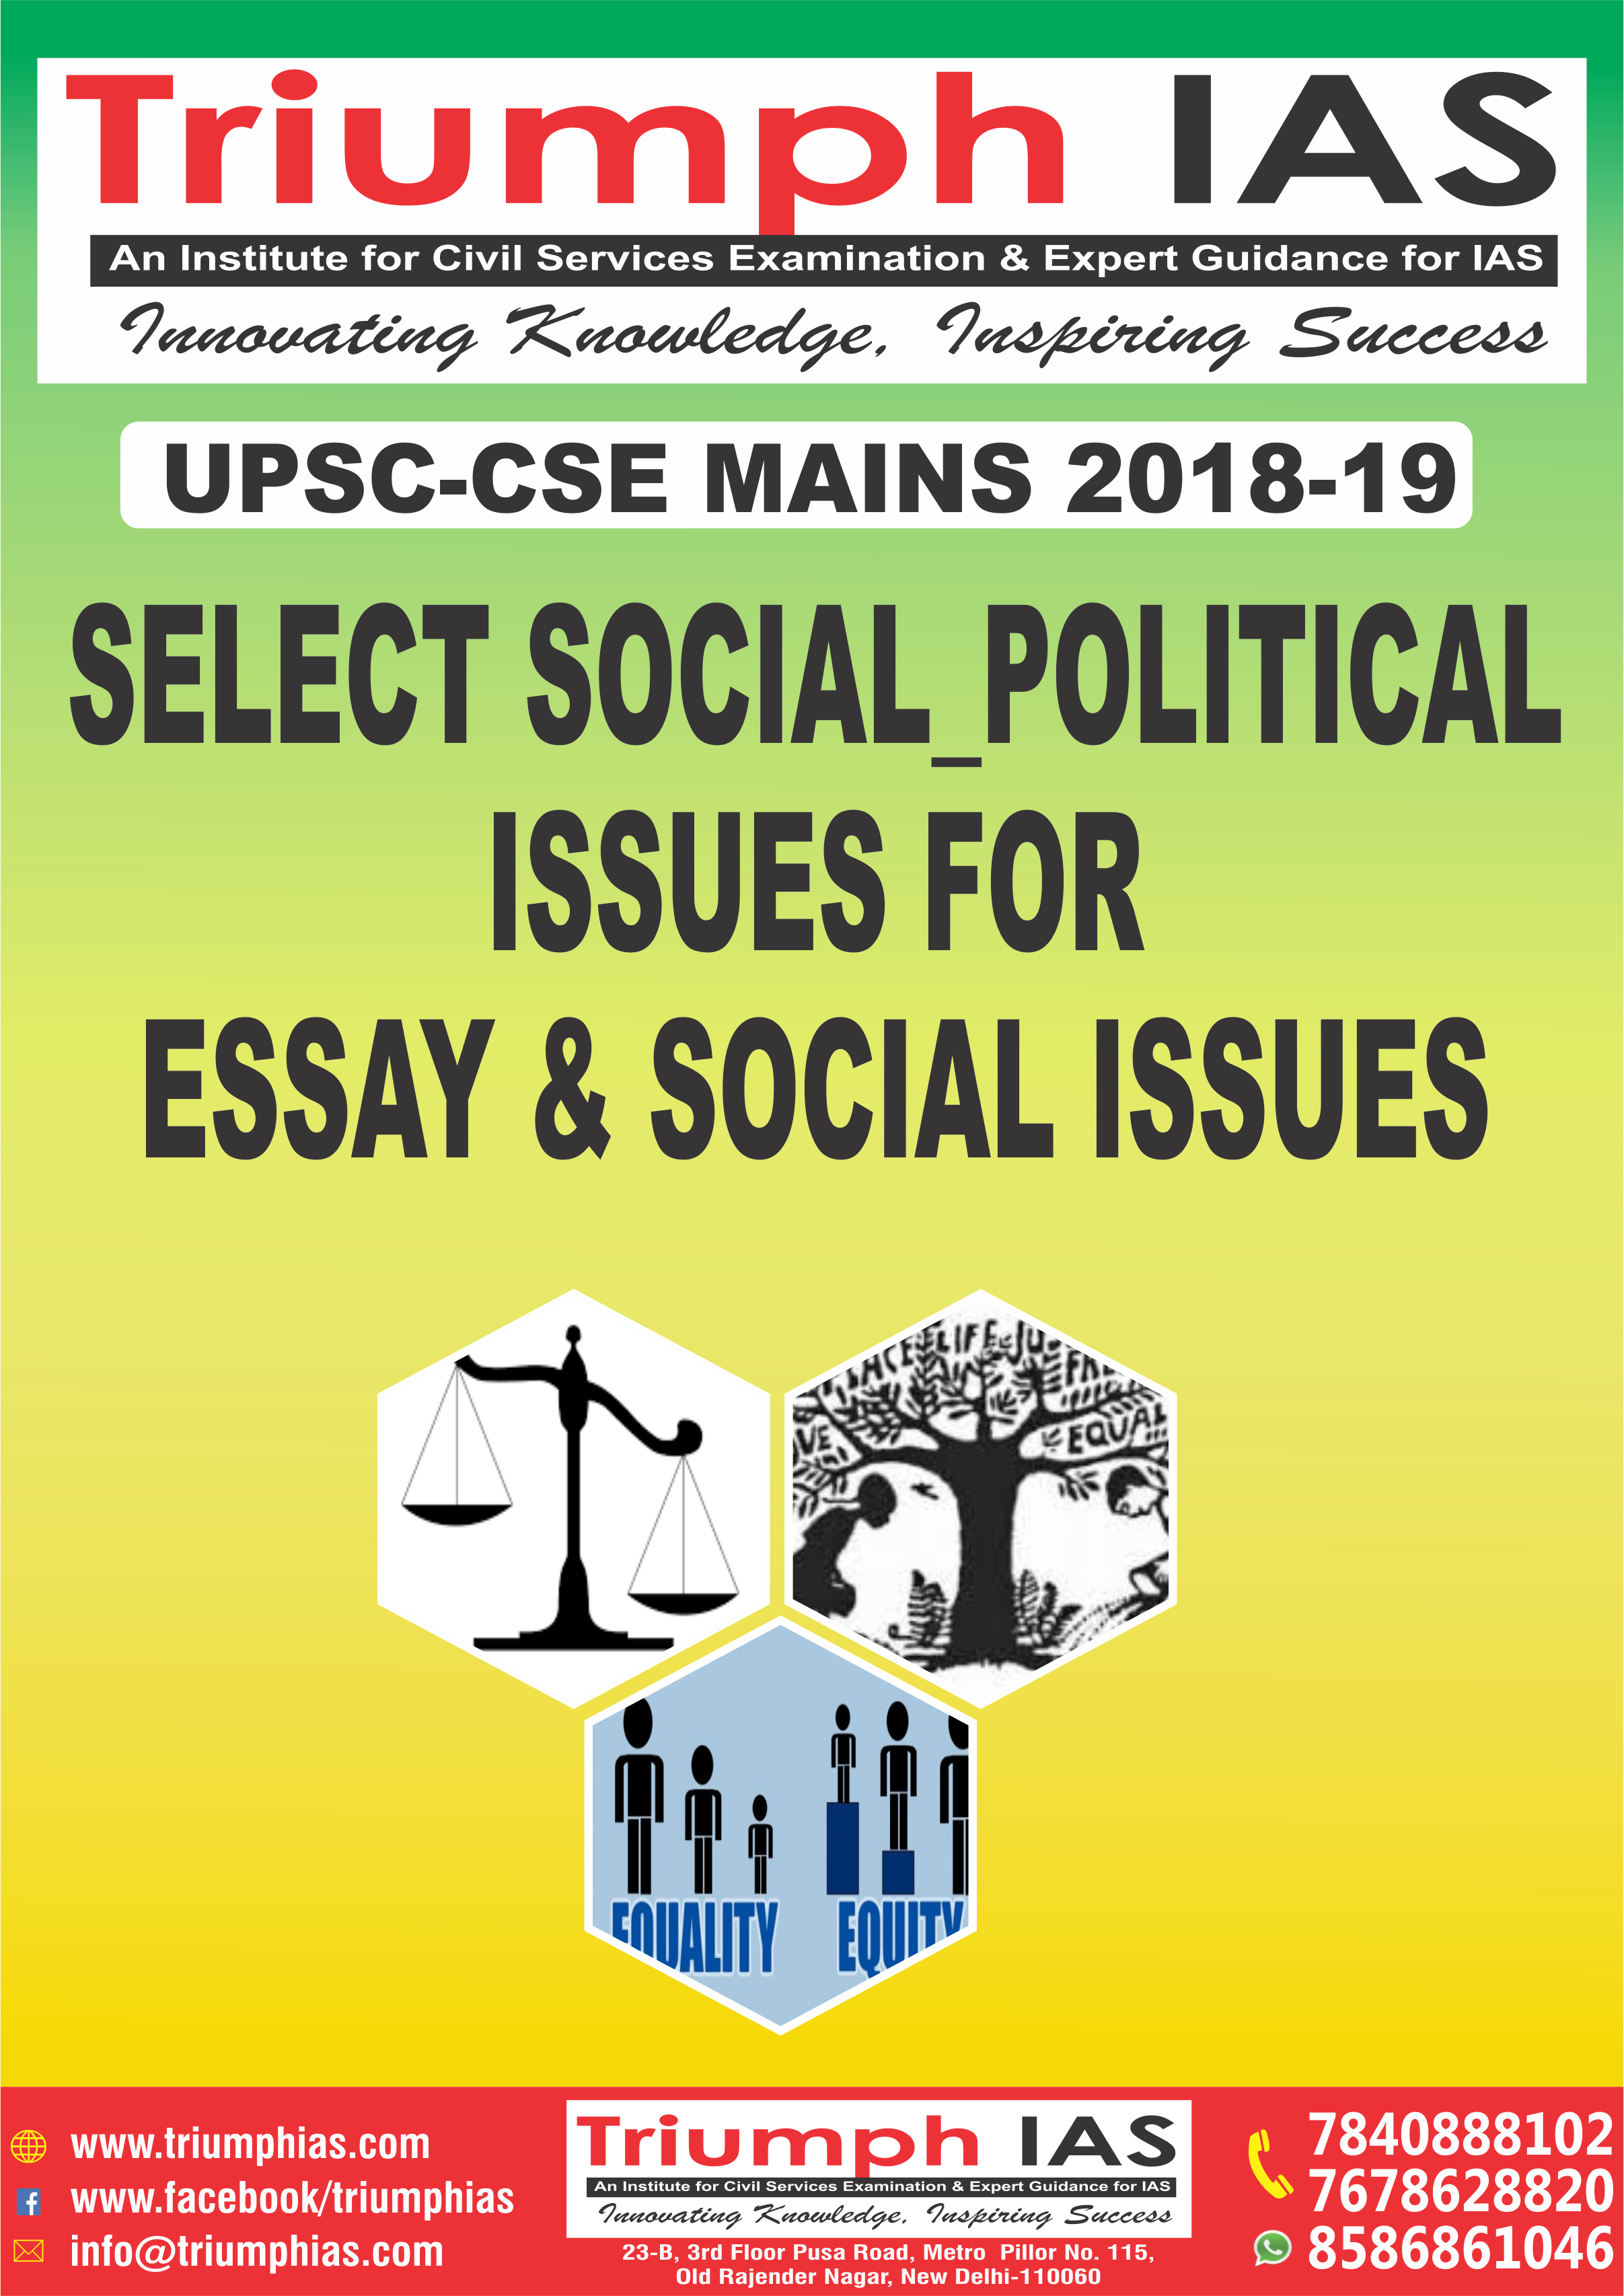 Triumph IAS
An Institute for Civil Services Examination & Expert Guidance for IAS
Innovating Knowledge, Inspiring Success
UPSC-CSE MAINS 2018-19
SELECT SOCIAL_POLITICAL
ISSUES FOR
ESSAY & SOCIAL ISSUES
LIFE
EQUAL
EQUALITY EQUITY
www.triumphias.com
www.facebook/triumphias
info@triumphias.com
Triumph IAS
An Institute for Civil Services Examination & Expert Guidance for IAS
Innovating Knowledge, Inspiring Success
23-B, 3rd Floor Pusa Road, Metro Pillor No. 115,
Old Rajender Nagar, New Delhi-110060
7840888102
7678628820
8586861046